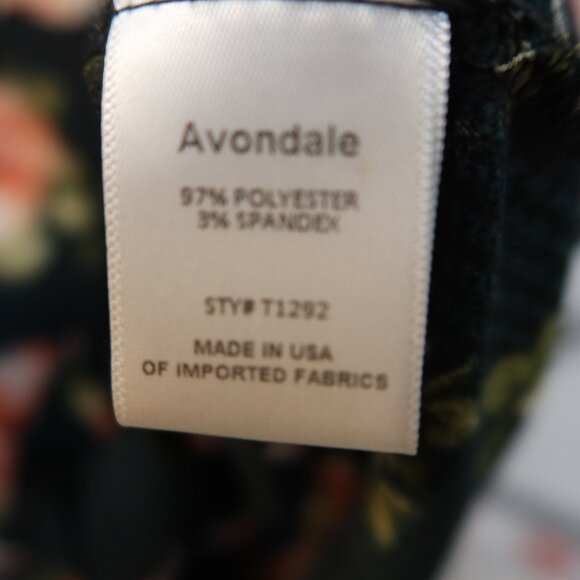 Avondale
97% POLYESTER
3% SPANDEX
STY# T1292
MADE IN USA
OF IMPORTED FABRICS